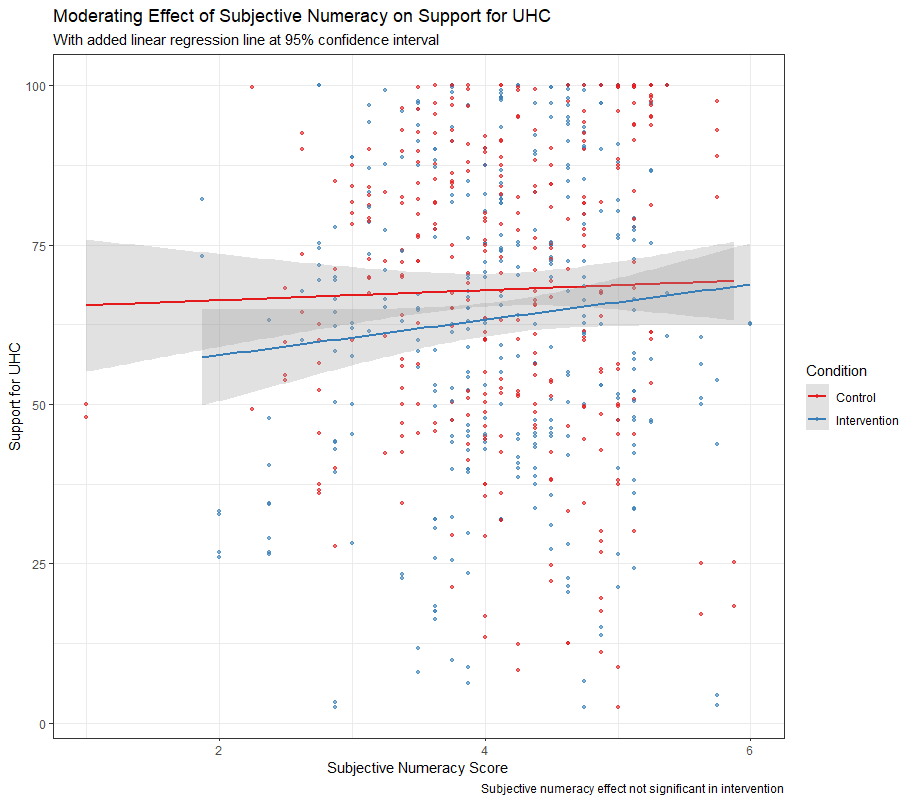 Moderating Effect of Subjective Numeracy on Support for UHC
With added linear regression line at 95% confidence interval
100
75
50
25
0
Support for UHC
2
4
6
Subjective Numeracy Score
Condition
Control
Intervention
Subjective numeracy effect not significant in intervention